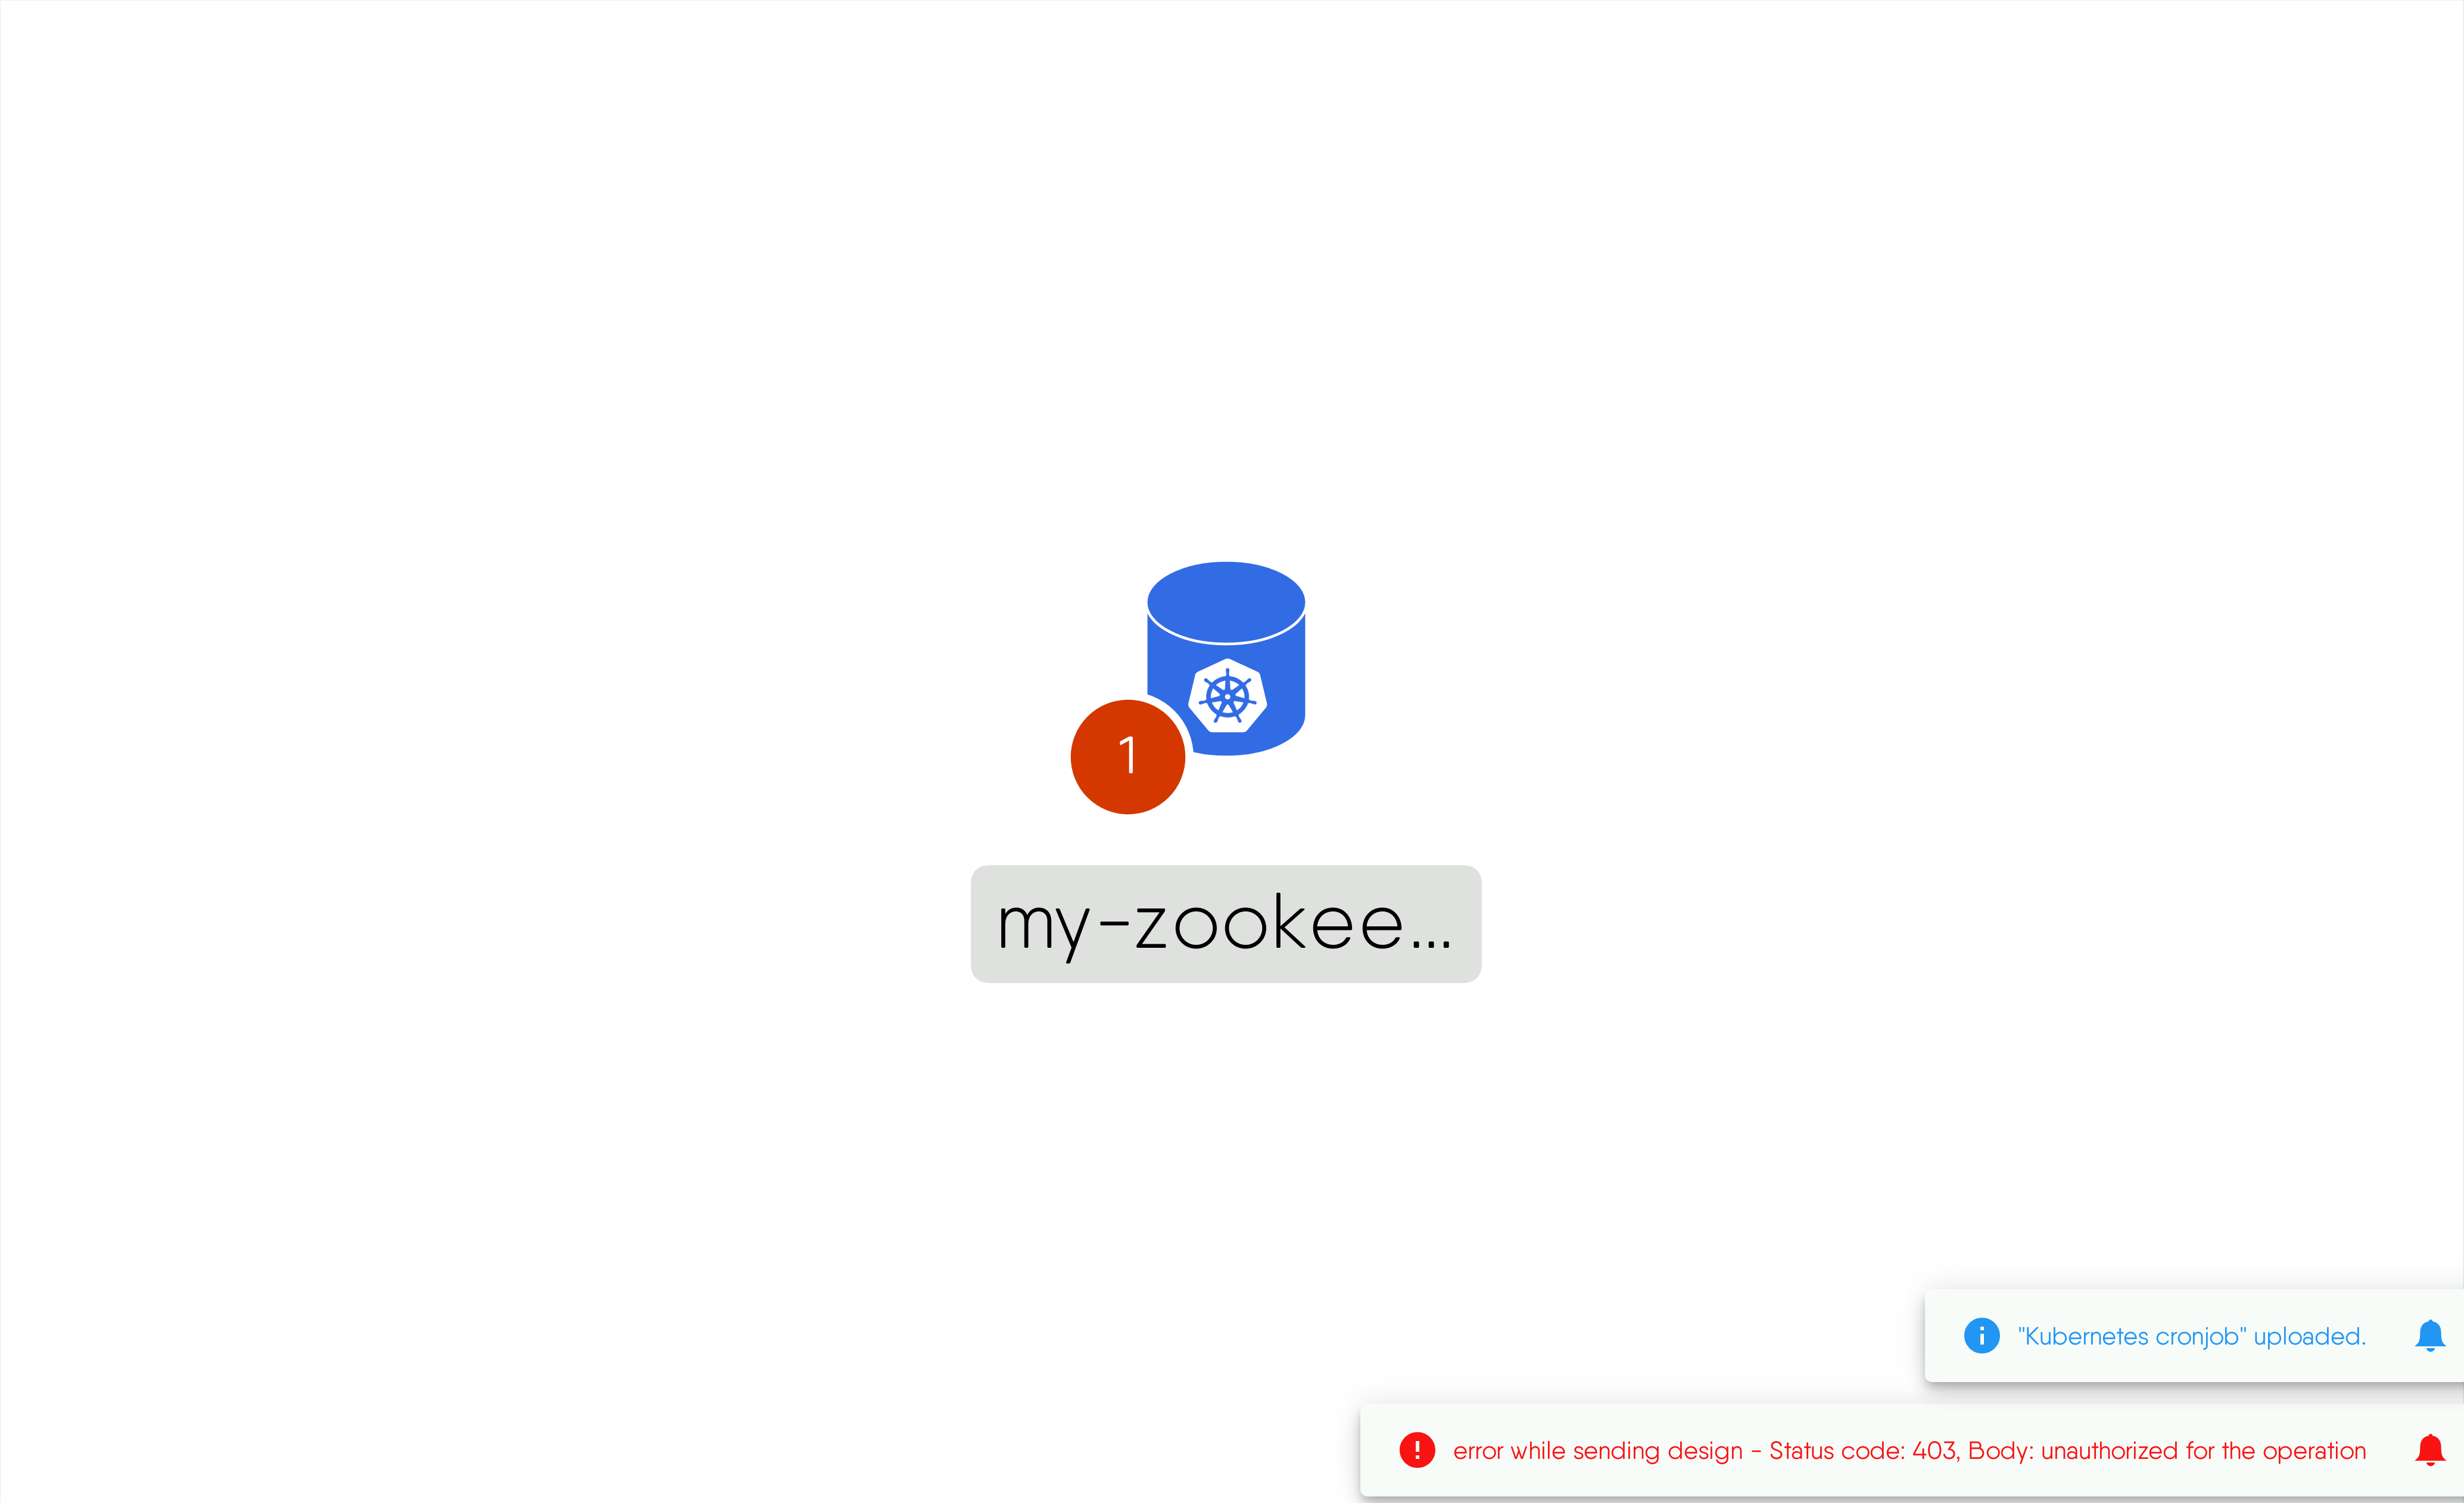 1
my-zookee...
"Kubernetes cronjob" uploaded.
error while sending design - Status code: 403, Body: unauthorized for the operation